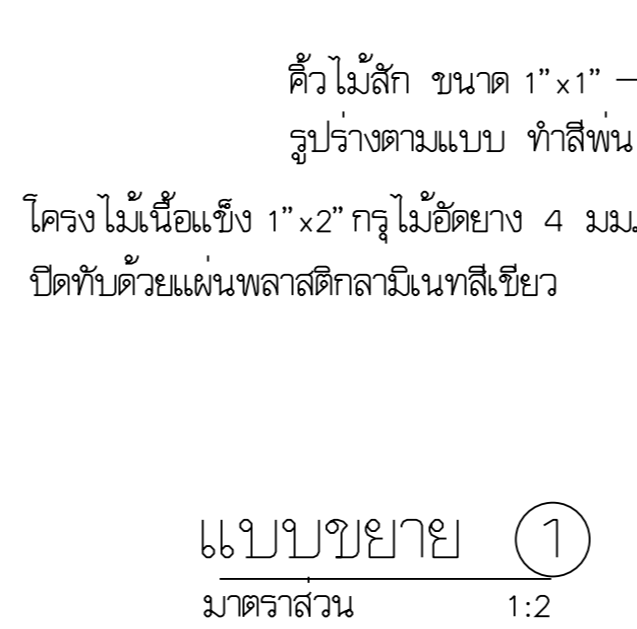 คิ้วไม้สัก ขนาด 1"x1"
รูปร่างตามแบบ ทำสีพ่น
โครงไม้เนื้อแข็ง 1"x2" กรุไม้อัดยาง 4 มม.
ปิดทับด้วยแผ่นพลาสติกลามิเนทสีเขียว
แบบขยาย 1
มาตราส่วน 1:2